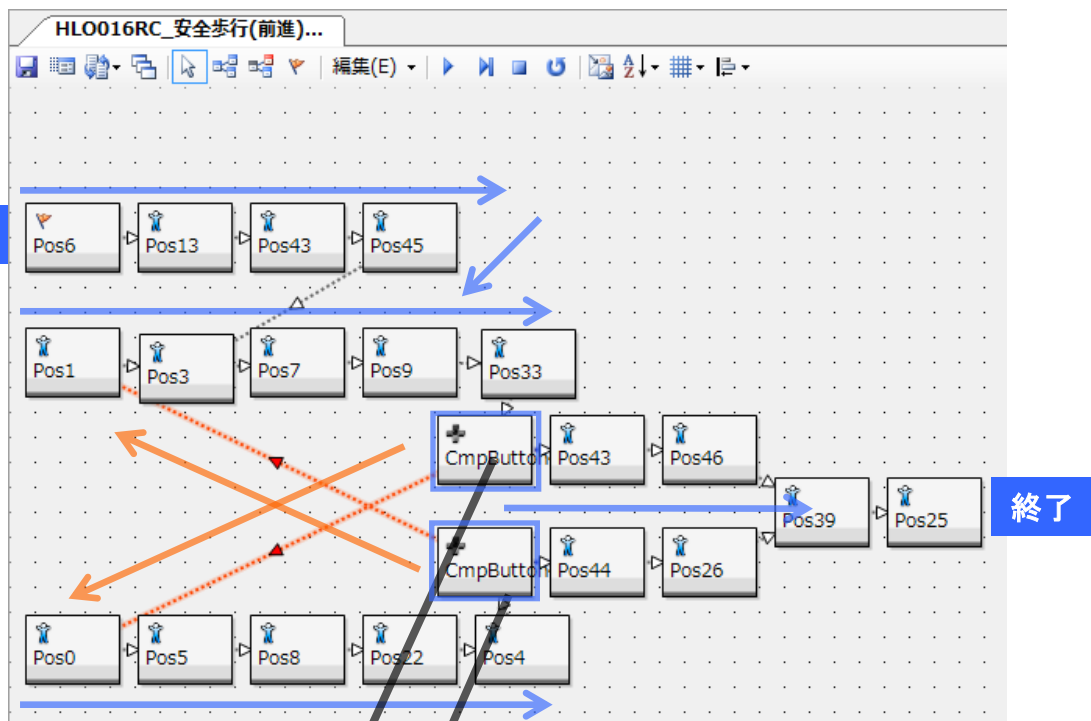 HLO016RC_安全歩行(前進)...
編集(E)
Pos6 Pos13 Pos43 Pos45
Pos1 Pos3 Pos7 Pos9 Pos33
CmpButton Pos43 Pos46
Pos39 Pos25 終了
CmpButton Pos44 Pos26
Pos0 Pos5 Pos8 Pos22 Pos4